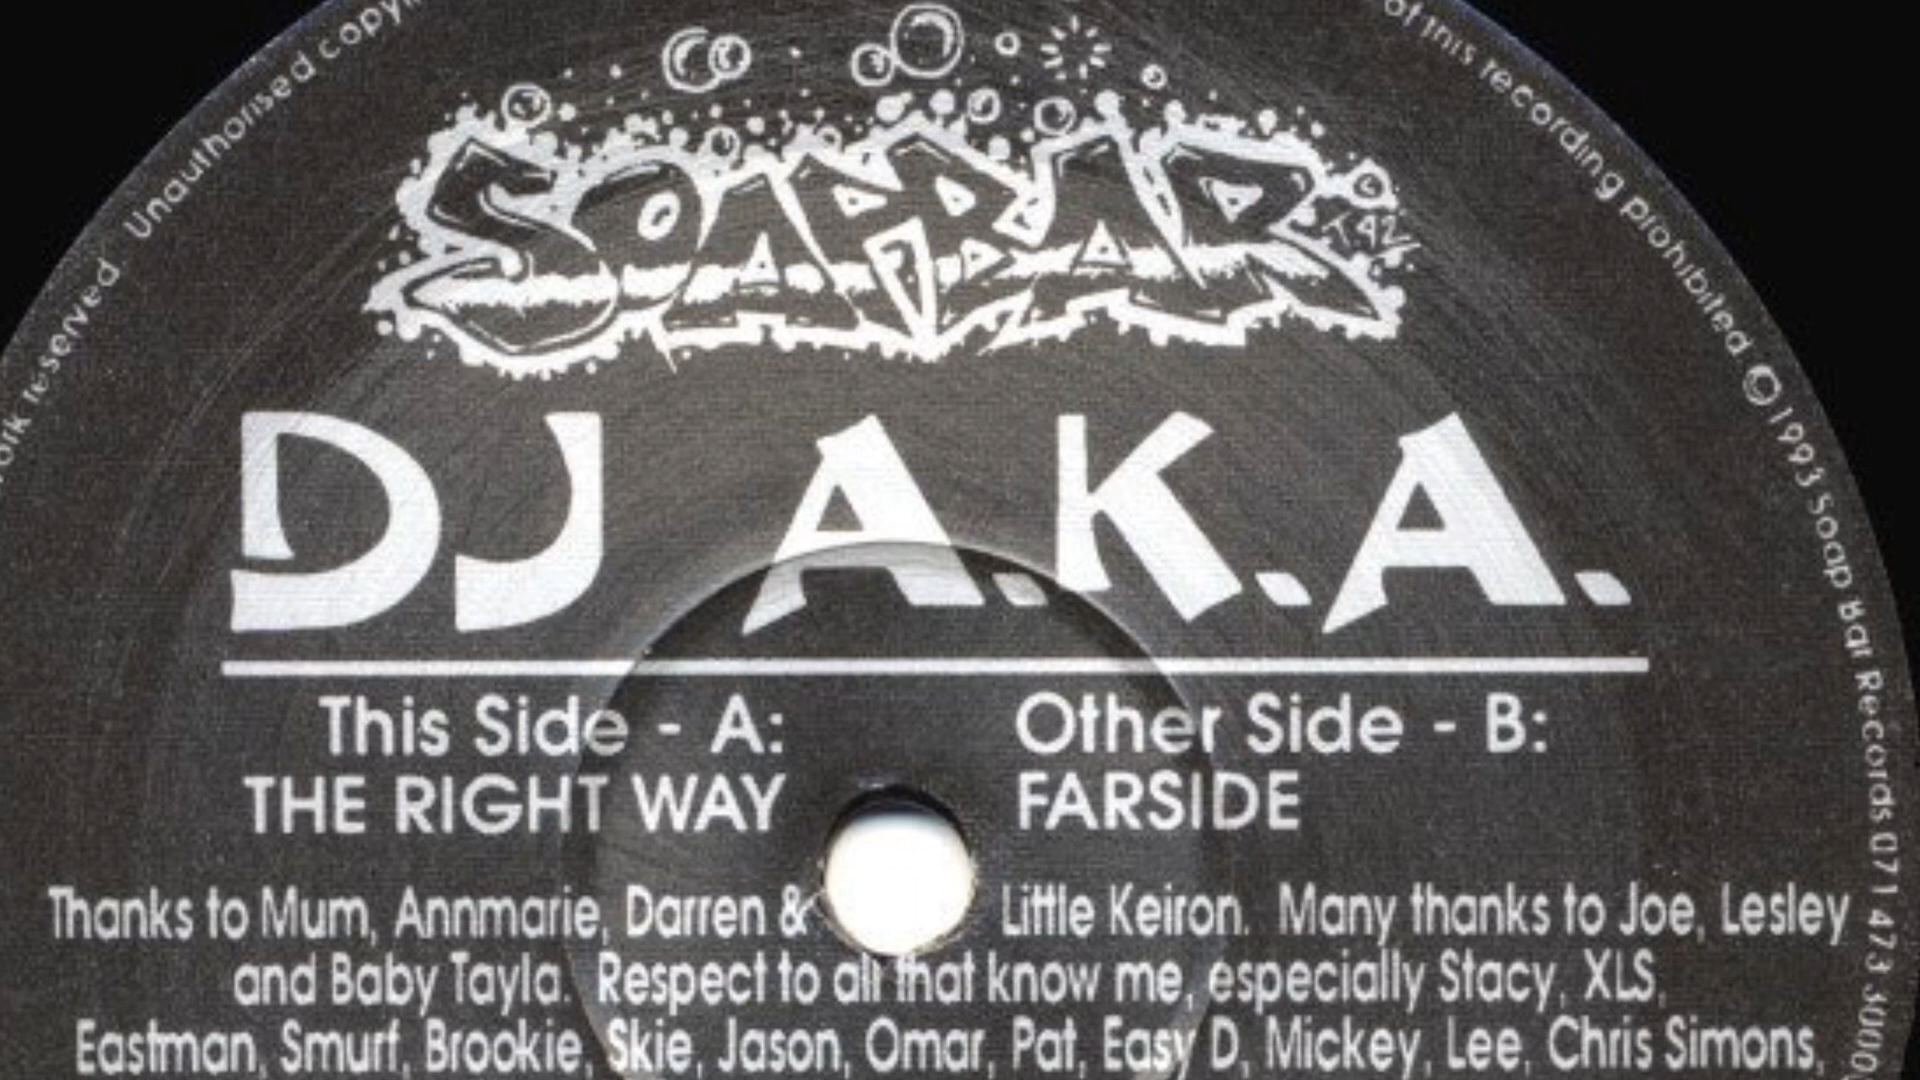 Unauthorised
of this recording prohibited © 1993 Soap Bar Records 071 473
work reserved
SOAPBAR
DJ A.K.A.
This Side - A:
THE RIGHT WAY
Other Side - B:
FARSIDE
Thanks to Mum, Annmarie, Darren & Little Keiron. Many thanks to Joe, Lesley
and Baby Tayla. Respect to all that know me, especially Stacy, XLS,
Eastman, Smurf, Brookie, Skie, Jason, Omar, Pat, Easy D, Mickey, Lee, Chris Simons,